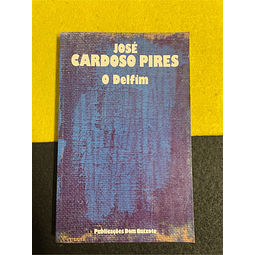 JOSÉ
CARDOSO PIRES
O Delfim
Publicações Dom Quixote